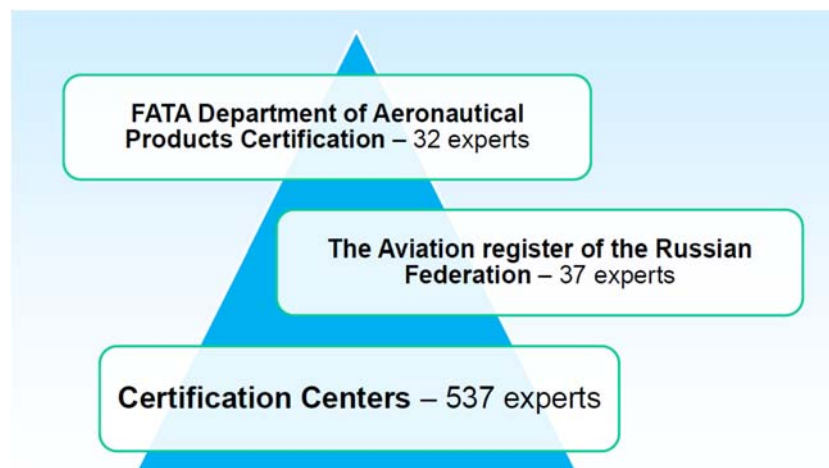 FATA Department of Aeronautical
Products Certification – 32 experts
The Aviation register of the Russian
Federation – 37 experts
Certification Centers – 537 experts